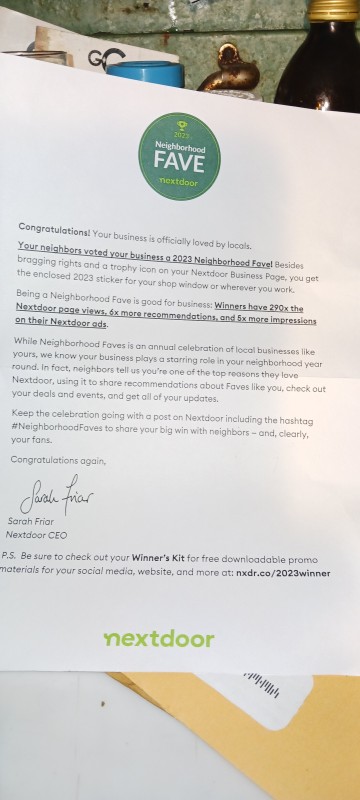 GC
2023
Neighborhood
FAVE
nextdoor
Congratulations! Your business is officially loved by locals.
Your neighbors voted your business a 2023 Neighborhood Fave! Besides
bragging rights and a trophy icon on your Nextdoor Business Page, you get
the enclosed 2023 sticker for your shop window or wherever you work.
Being a Neighborhood Fave is good for business: Winners have 290x the
Nextdoor page views, 6x more recommendations, and 5x more impressions
on their Nextdoor ads.
While Neighborhood Faves is an annual celebration of local businesses like
yours, we know your business plays a starring role in your neighborhood year
round. In fact, neighbors tell us you're one of the top reasons they love
Nextdoor, using it to share recommendations about Faves like you, check out
your deals and events, and get all of your updates.
Keep the celebration going with a post on Nextdoor including the hashtag
#NeighborhoodFaves to share your big win with neighbors – and, clearly,
your fans.
Congratulations again,
Sarah Friar
Sarah Friar
Nextdoor CEO
P.S. Be sure to check out your Winner's Kit for free downloadable promo
materials for your social media, website, and more at: nxdr.co/2023winner
nextdoor